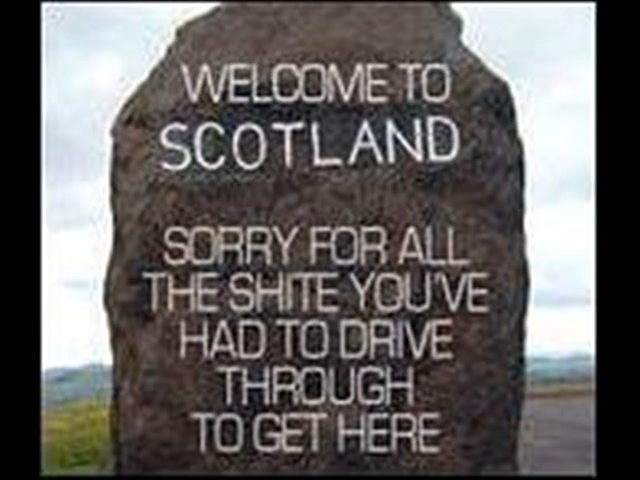 WELCOME TO
SCOTLAND
SORRY FOR ALL
THE SHITE YOU'VE
HAD TO DRIVE
THROUGH
TO GET HERE